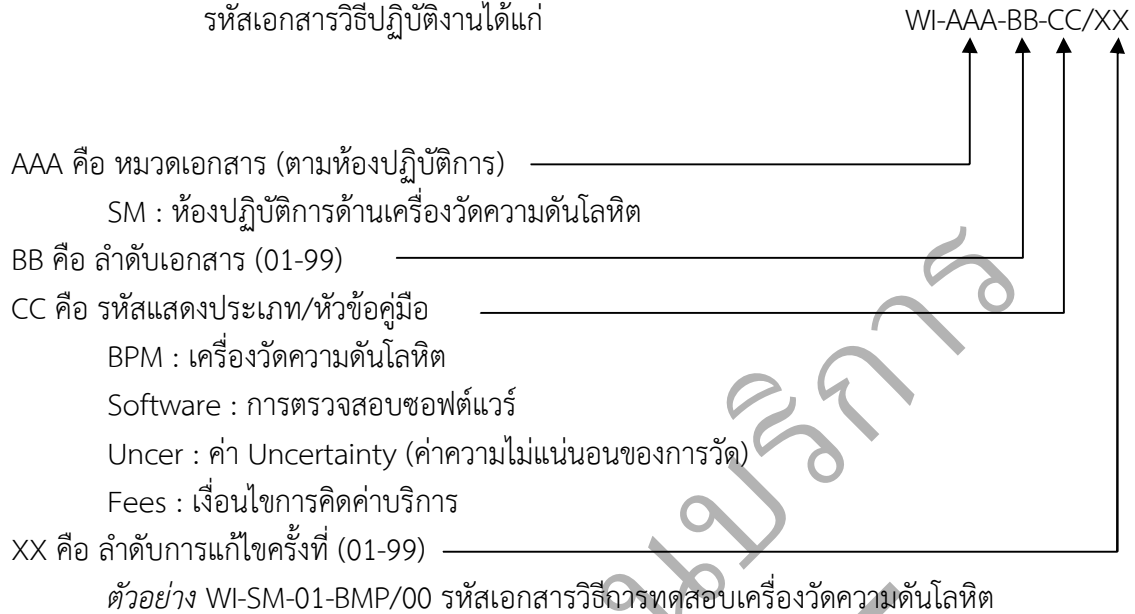 รหัสเอกสารวิธีปฏิบัติงานได้แก่ WI-AAA-BB-CC/XX
AAA คือ หมวดเอกสาร (ตามห้องปฏิบัติการ)
SM : ห้องปฏิบัติการด้านเครื่องวัดความดันโลหิต
BB คือ ลำดับเอกสาร (01-99)
CC คือ รหัสแสดงประเภท/หัวข้อคู่มือ
BPM : เครื่องวัดความดันโลหิต
Software : การตรวจสอบซอฟต์แวร์
Uncer : ค่า Uncertainty (ค่าความไม่แน่นอนของการวัด)
Fees : เงื่อนไขการคิดค่าบริการ
XX คือ ลำดับการแก้ไขครั้งที่ (01-99)
ตัวอย่าง WI-SM-01-BMP/00 รหัสเอกสารวิธีการทดสอบเครื่องวัดความดันโลหิต